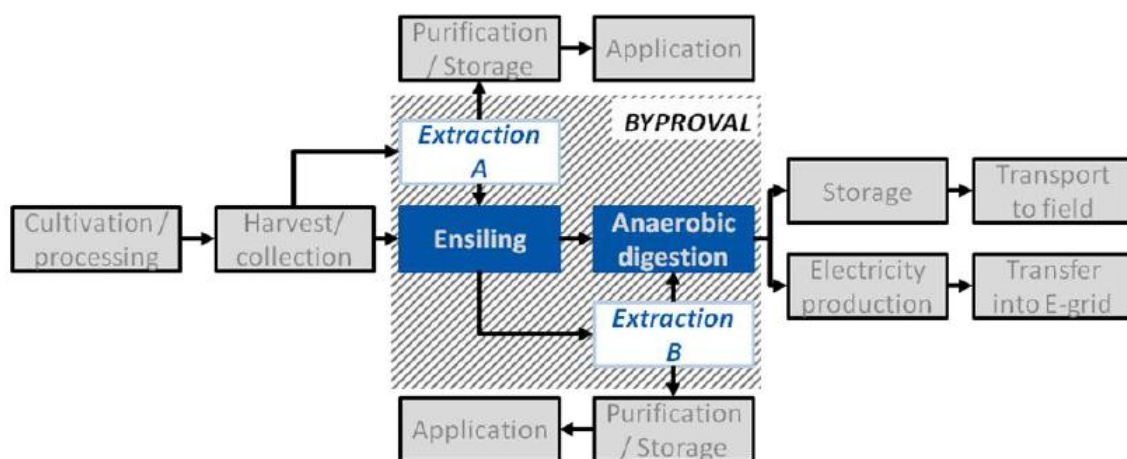 Purification
/ Storage
Application
BYPROVAL
Extraction
A
Cultivation /
processing
Harvest/
collection
Ensiling
Anaerobic
digestion
Storage
Transport
to field
Electricity
production
Transfer
into E-grid
Extraction
B
Application
Purification
/ Storage